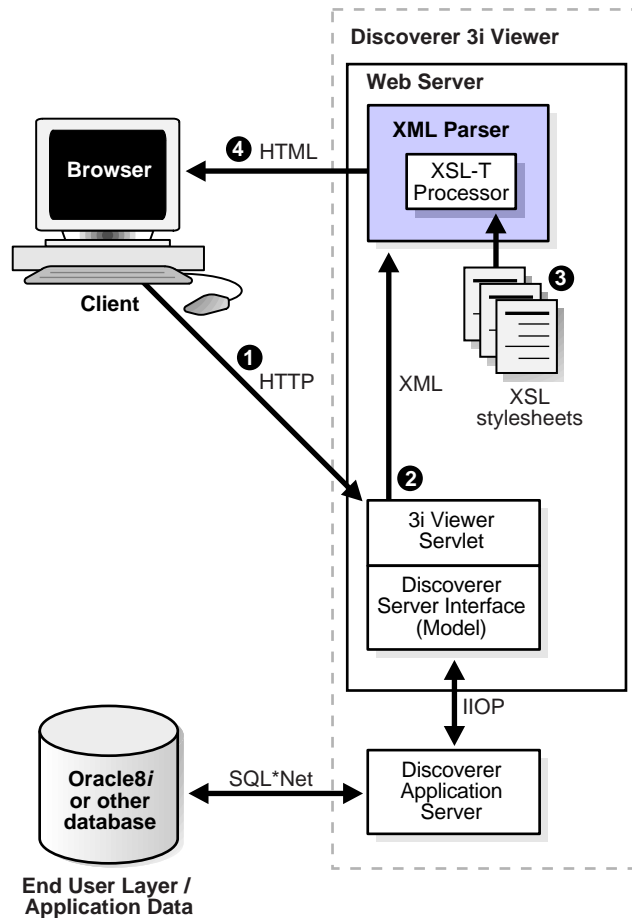 Discoverer 3i Viewer
Web Server
XML Parser
XSL-T
Processor
4 HTML
Browser
Client
3
XSL
stylesheets
1
HTTP
XML
2
3i Viewer
Servlet
Discoverer
Server Interface
(Model)
IIOP
Discoverer
Application
Server
SQL*Net
Oracle8i
or other
database
End User Layer /
Application Data